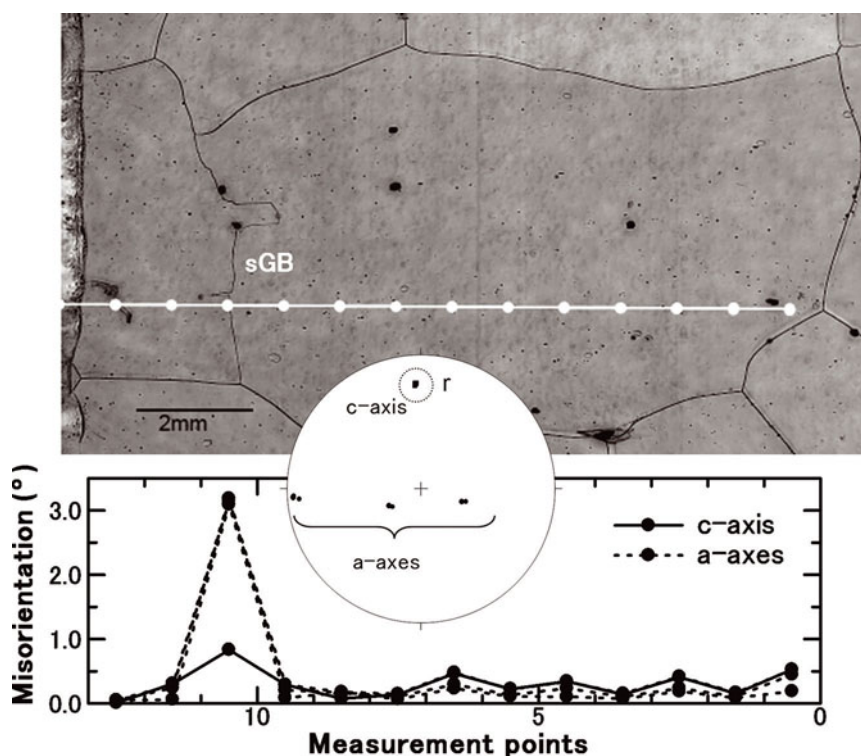 sGB
2mm
r
c-axis
a-axes
Misorientation (°)
3.0
2.0
1.0
0.0
c-axis
a-axes
10
5
0
Measurement points